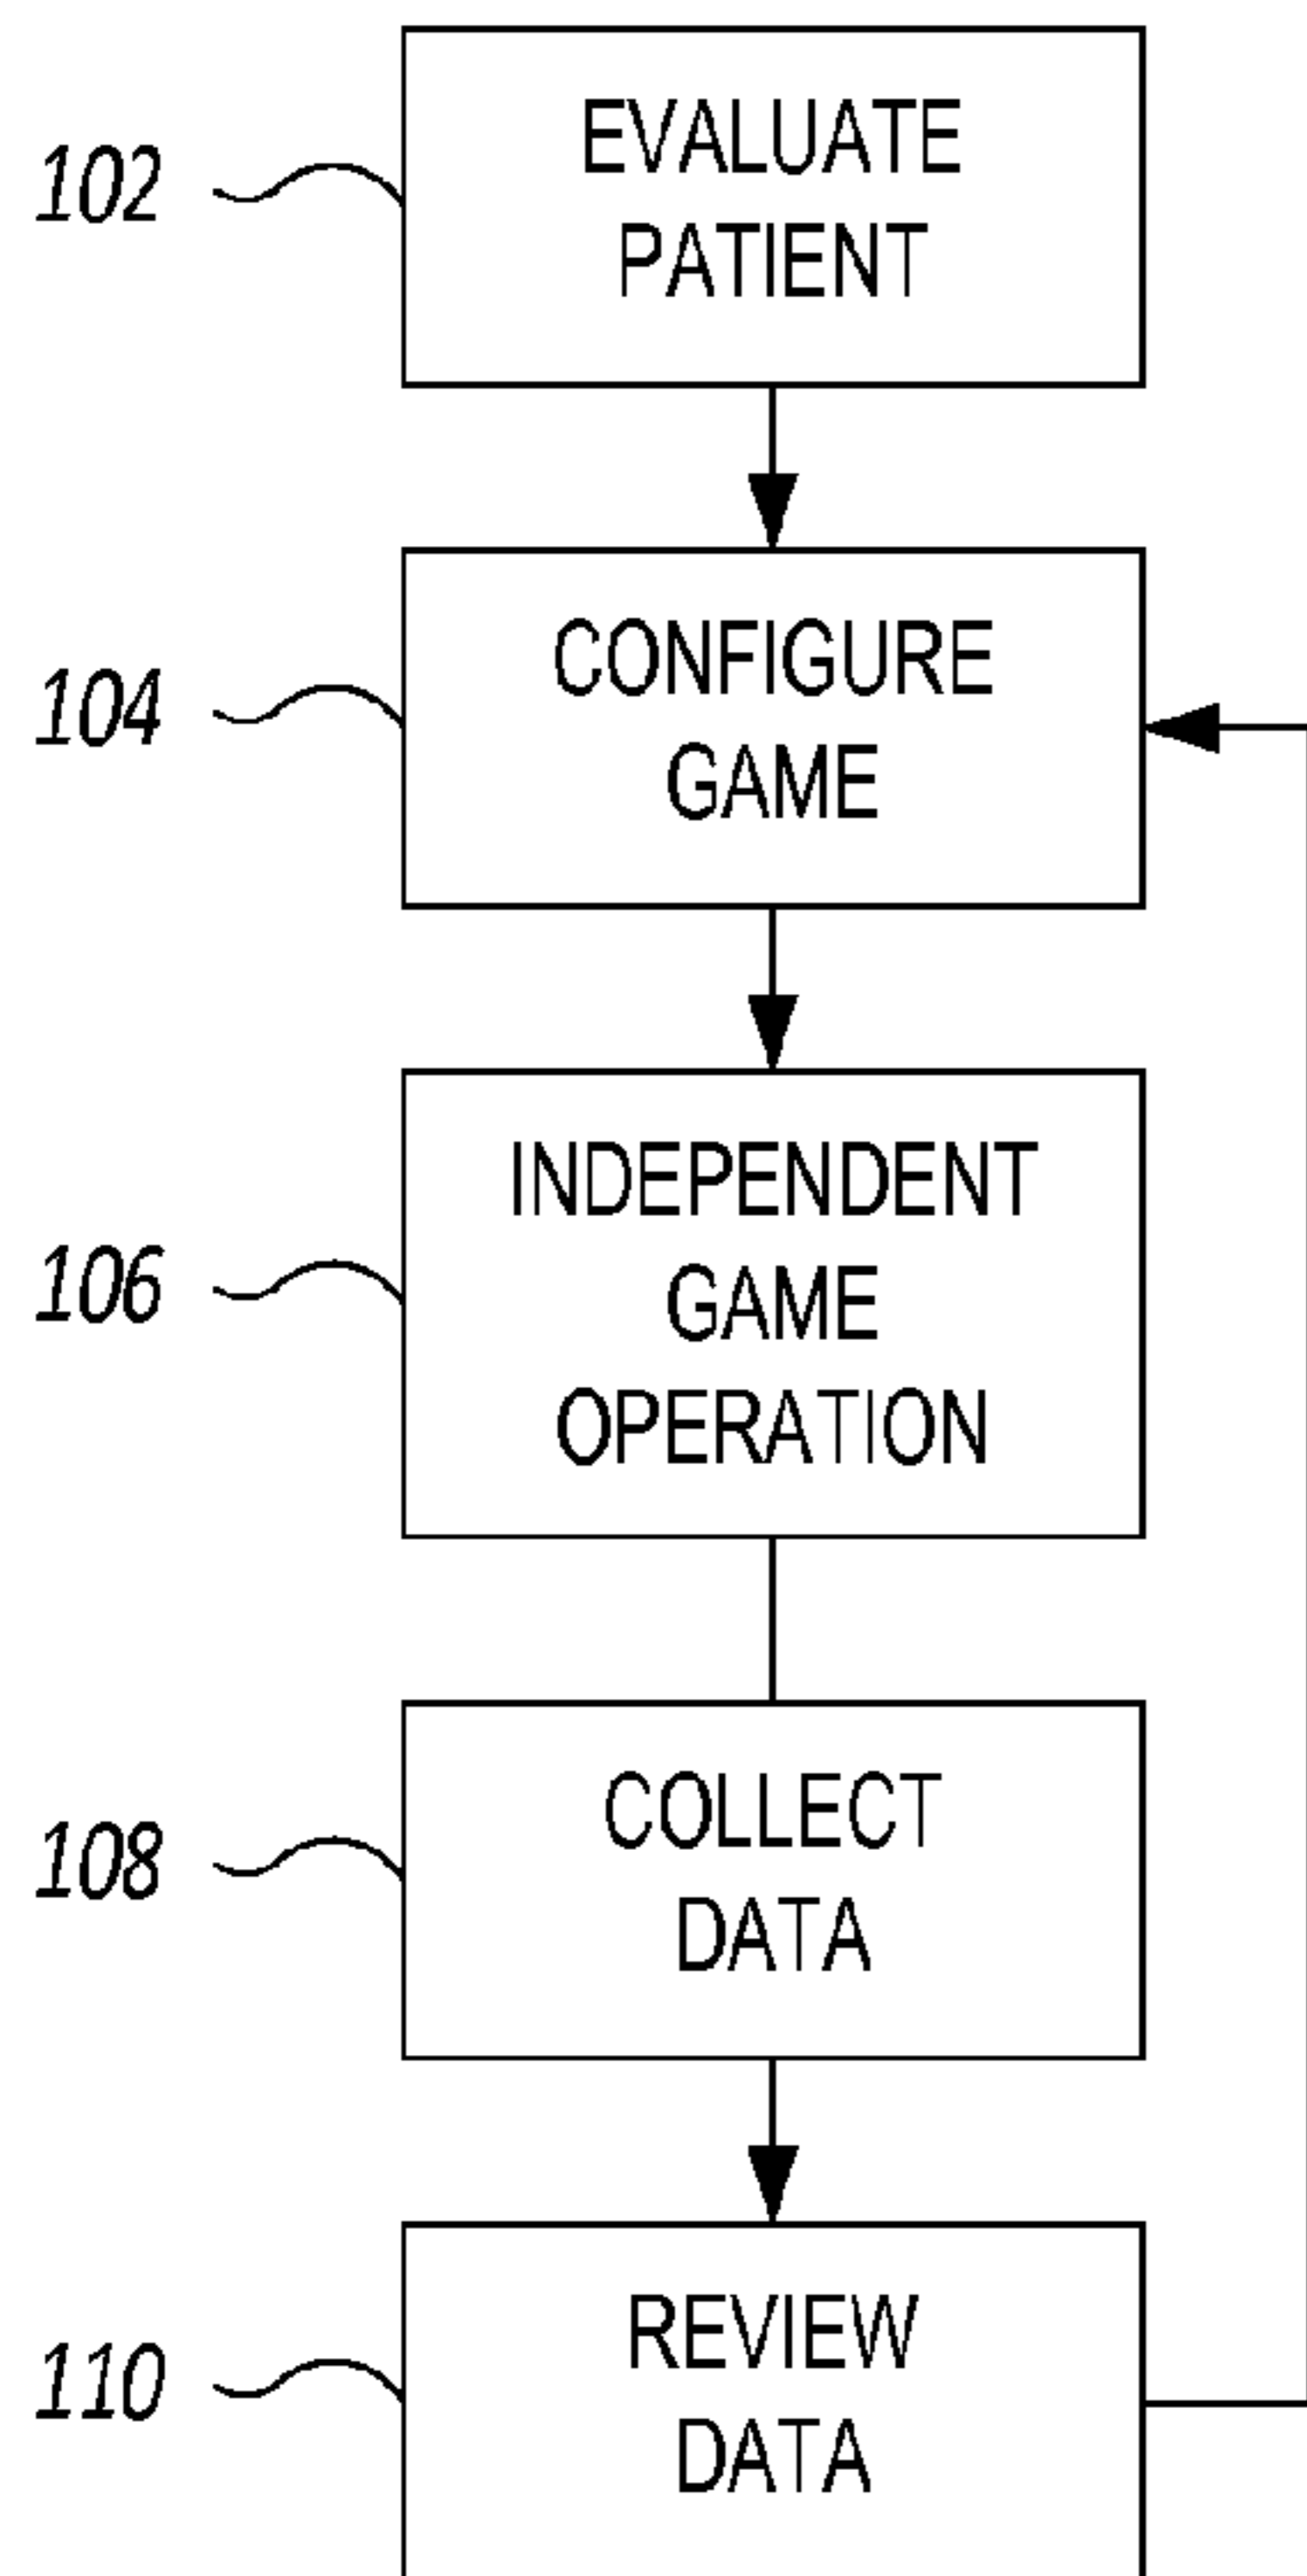 102
EVALUATE
PATIENT
104
CONFIGURE
GAME
106
INDEPENDENT
GAME
OPERATION
108
COLLECT
DATA
110
REVIEW
DATA